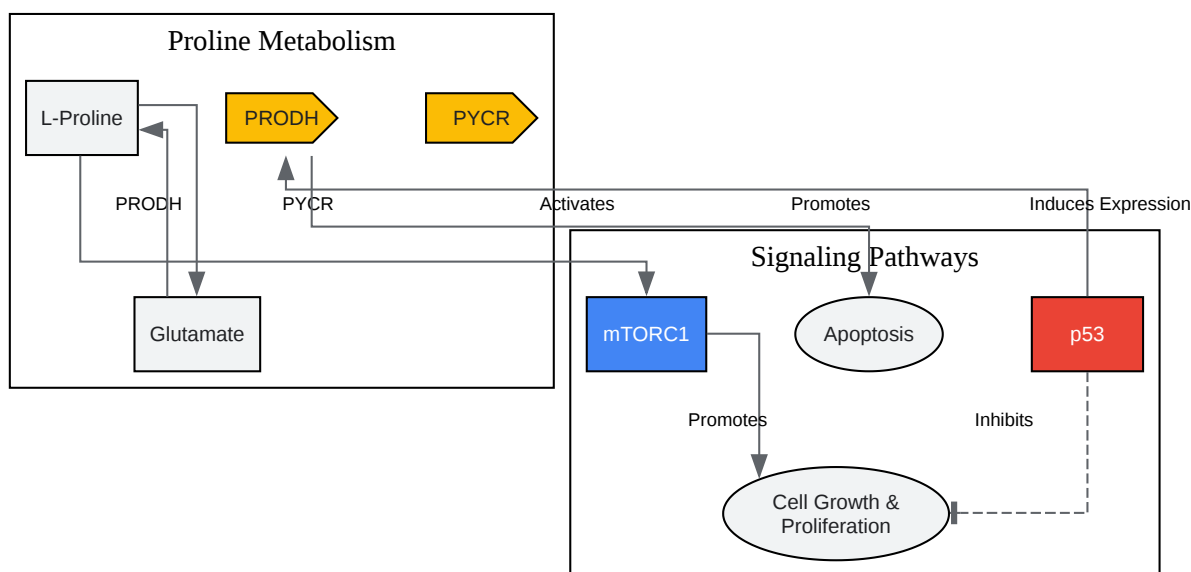 Proline Metabolism
L-Proline
PRODH
PYCR
PRODH
PYCR
Activates
Promotes
Induces Expression
Signaling Pathways
Glutamate
mTORC1
Apoptosis
p53
Promotes
Inhibits
Cell Growth &
Proliferation